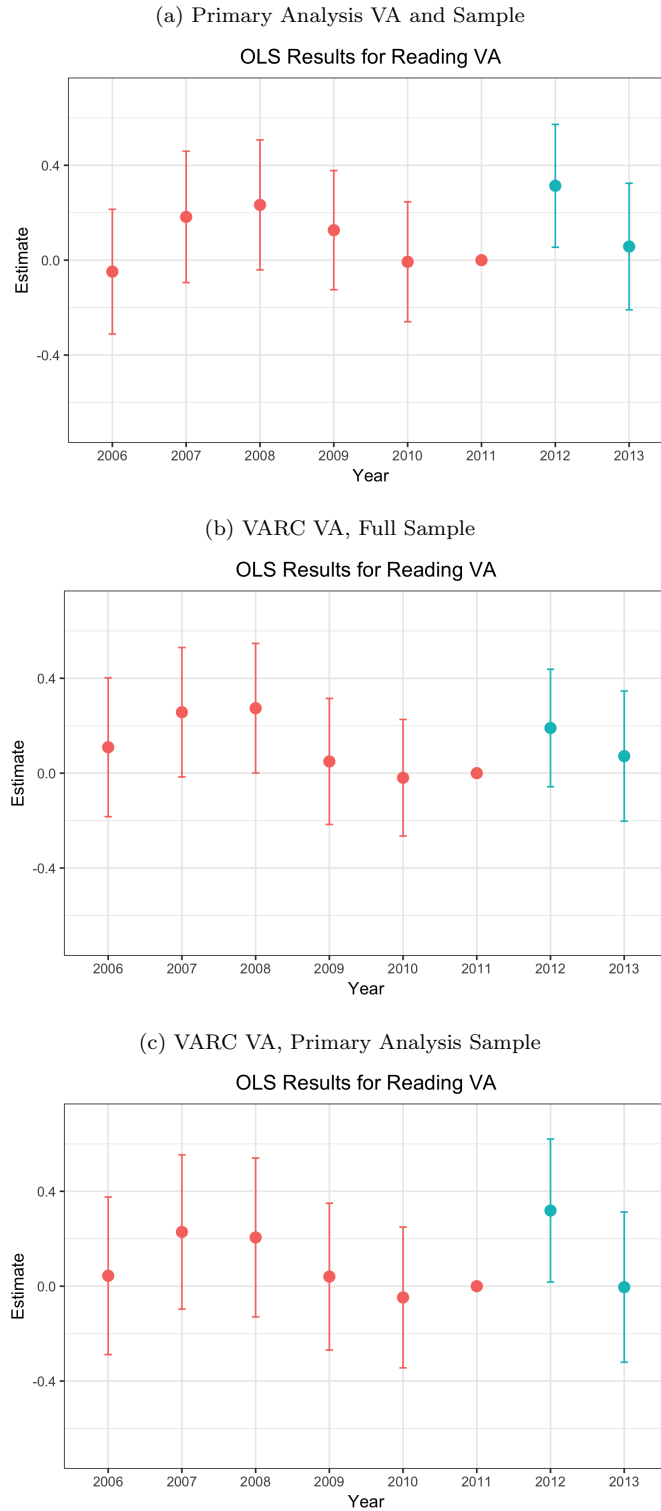 (a) Primary Analysis VA and Sample
OLS Results for Reading VA
0.4
0.0
-0.4
Estimate
2006 2007 2008 2009 2010 2011 2012 2013
Year
(b) VARC VA, Full Sample
OLS Results for Reading VA
0.4
0.0
-0.4
Estimate
2006 2007 2008 2009 2010 2011 2012 2013
Year
(c) VARC VA, Primary Analysis Sample
OLS Results for Reading VA
0.4
0.0
-0.4
Estimate
2006 2007 2008 2009 2010 2011 2012 2013
Year